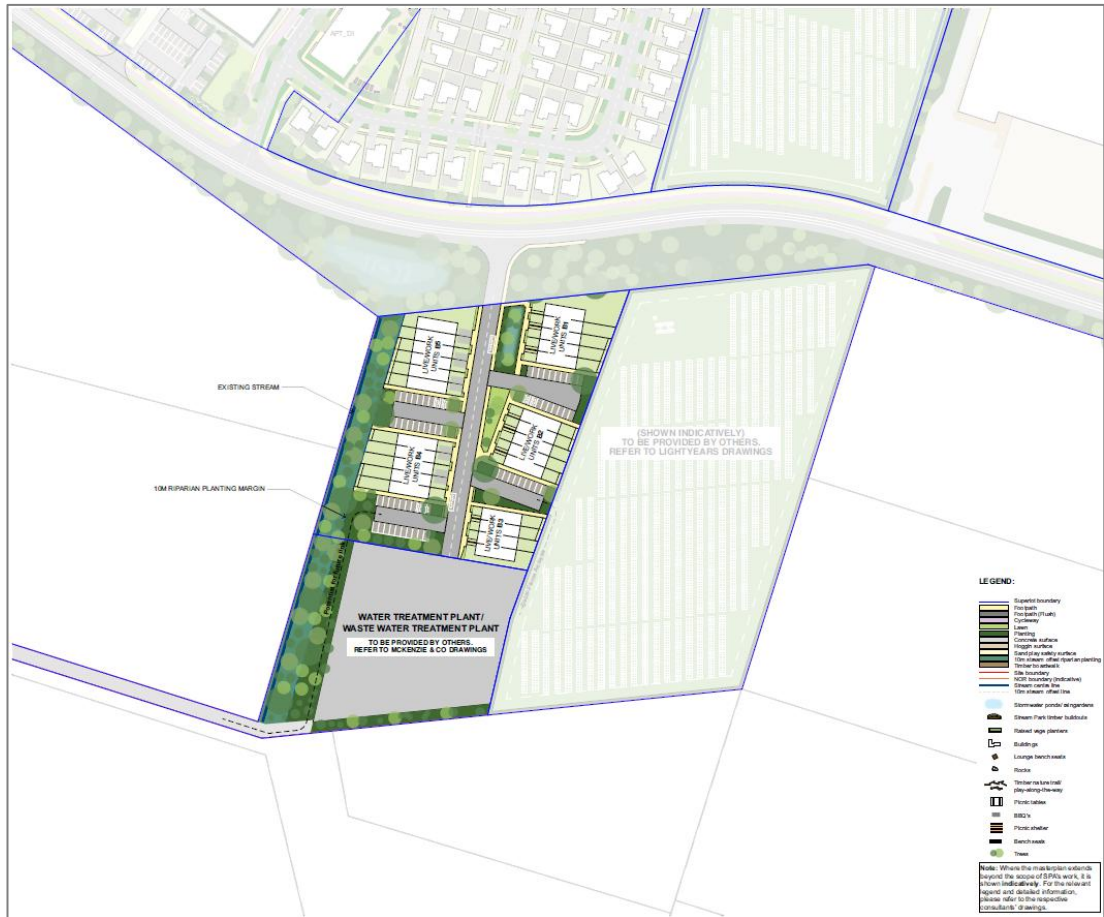 APT_01
LIVE/WORK
UNITS B5
LIVE/WORK
UNITS B1
EXISTING STREAM
LIVE/WORK
UNITS B2
(SHOWN INDICATIVELY)
TO BE PROVIDED BY OTHERS.
REFER TO LIGHTYEARS DRAWINGS
LIVE/WORK
UNITS B4
10M RIPARIAN PLANTING MARGIN
LIVE/WORK
UNITS B3
WATER TREATMENT PLANT/
WASTE WATER TREATMENT PLANT
TO BE PROVIDED BY OTHERS.
REFER TO MCKENZIE & CO DRAWINGS
LEGEND:
Superlot boundary
Footpath
Footpath (Flush)
Cycleway
Lawn
Planting
Concrete surface
Hoggin surface
Sand play safety surface
10m stream offset riparian planting
Timber boardwalk
Site boundary
NOR boundary (indicative)
Stream centre line
10m stream offset line
Stormwater ponds/ raingardens
Stream Park timber buildouts
Raised vege planters
Buildings
Lounge bench seats
Rocks
Timber nature trail/
play-along-the-way
Picnic tables
BBQ's
Picnic shelter
Bench seats
Trees
Note: Where the masterplan extends
beyond the scope of SPA's work, it is
shown indicatively. For the relevant
legend and detailed information,
please refer to the respective
consultants' drawings.